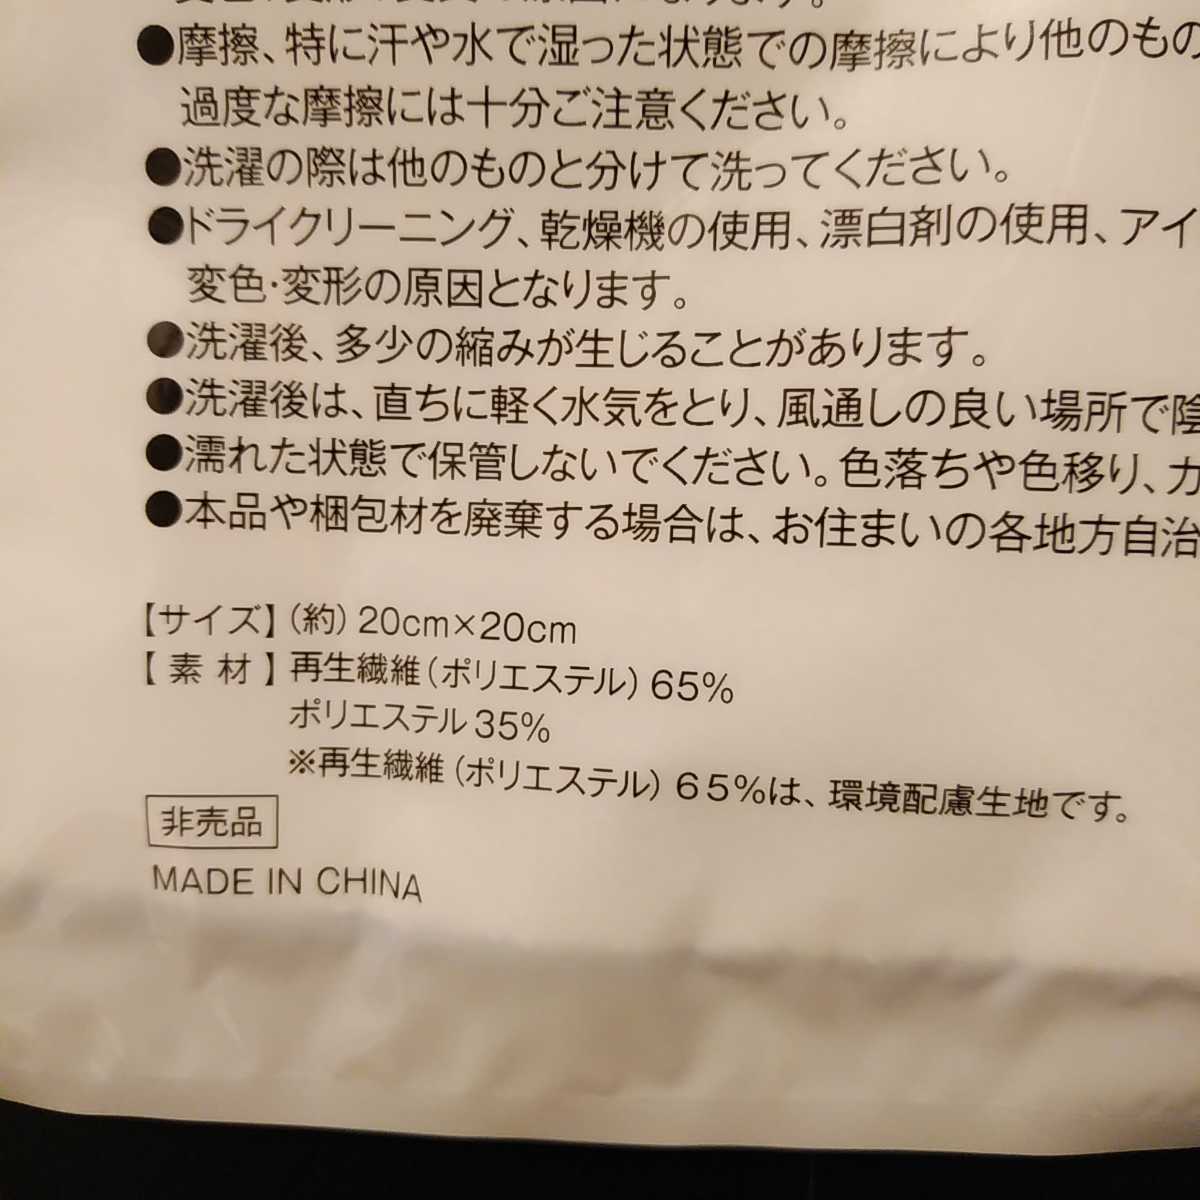 ●摩擦、特に汗や水で湿った状態での摩擦により他のもの
過度な摩擦には十分ご注意ください。
●洗濯の際は他のものと分けて洗ってください。
●ドライクリーニング、乾燥機の使用、漂白剤の使用、アイ
変色・変形の原因となります。
●洗濯後、多少の縮みが生じることがあります。
●洗濯後は、直ちに軽く水気をとり、風通しの良い場所で陰
●濡れた状態で保管しないでください。色落ちや色移り、カ
●本品や梱包材を廃棄する場合は、お住まいの各地方自治
【サイズ】(約)20cm×20cm
【素材】再生繊維(ポリエステル)65%
ポリエステル35%
※再生繊維(ポリエステル)65%は、環境配慮生地です。
非売品
MADE IN CHINA